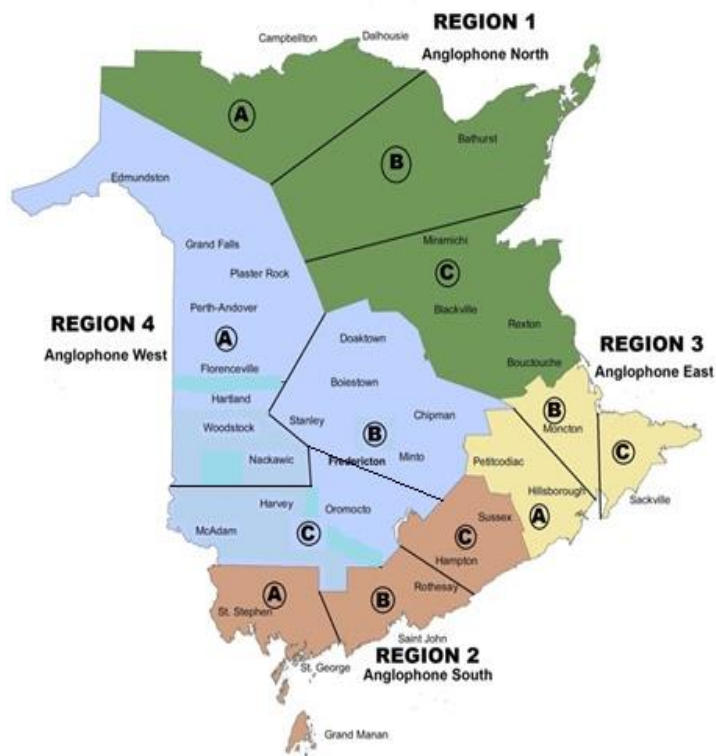 REGION 1
Anglophone North
Campbellton
Dalhousie
A
B
Bathurst
Edmundston
Miramichi
C
Grand Falls
Plaster Rock
Blackville
Perth-Andover
Rexton
REGION 4
Anglophone West
A
Doaktown
Bouctouche
REGION 3
Anglophone East
Florenceville
Boiestown
Hartland
Stanley
Chipman
B
Woodstock
B
Moncton
C
Nackawic
Fredericton
Minto
Petitcodiac
Hillsborough
Sackville
Harvey
Oromocto
A
McAdam
C
Sussex
C
Hampton
A
B
Rothesay
St. Stephen
Saint John
St. George
REGION 2
Anglophone South
Grand Manan